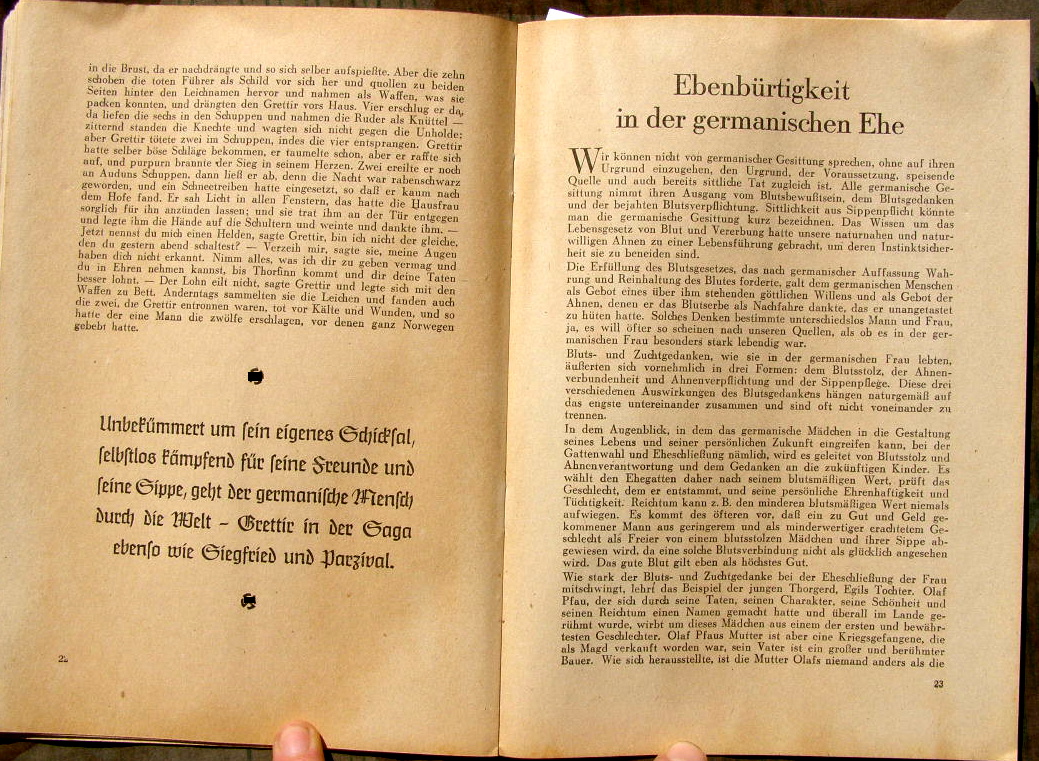 in die Brust, da er nachdrängte und so sich selber aufspießte. Aber die zehn
schoben die toten Führer als Schild vor sich her und quollen zu beiden
Seiten hinter den Leichnamen hervor und nahmen als Waffen, was sie
packen konnten, und drängten den Grettir vors Haus. Vier erschlug er da,
da liefen die sechs in den Schuppen und nahmen die Ruder als Knüttel —
zitternd standen die Knechte und wagten sich nicht gegen die Unholde;
aber Grettir tötete zwei im Schuppen, indes die vier entsprangen. Grettir
hatte selber böse Schläge bekommen, er taumelte schon, aber er raffte sich
auf, und purpurn brannte der Sieg in seinem Herzen. Zwei ereilte er noch
an Auduns Schuppen, dann ließ er ab, denn die Nacht war rabenschwarz
geworden, und ein Schneetreiben hatte eingesetzt, so daß er kaum nach
dem Hofe fand. Er sah Licht in allen Fenstern, das hatte die Hausfrau
sorglich für ihn anzünden lassen; und sie trat ihm an der Tür entgegen
und legte ihm die Hände auf die Schultern und weinte und dankte ihm. —
Jetzt nennst du mich einen Helden, sagte Grettir, bin ich nicht der gleiche,
den du gestern abend schaltest? — Verzeih mir, sagte sie, meine Augen
haben dich nicht erkannt. Nimm alles, was ich dir zu geben vermag und
du in Ehren nehmen kannst, bis Thorfinn kommt und dir deine Taten
besser lohnt. — Der Lohn eilt nicht, sagte Grettir und legte sich mit den
Waffen zu Bett. Anderntags sammelten sie die Leichen und fanden auch
die zwei, die Grettir entronnen waren, tot vor Kälte und Wunden, und so
hatte der eine Mann die zwölfe erschlagen, vor denen ganz Norwegen
gebebt hatte.
Unbekümmert um sein eigenes Schicksal,
selbstlos kämpfend für seine Freunde und
seine Sippe, geht der germanische Mensch
durch die Welt – Grettir in der Saga
ebenso wie Siegfried und Parzival.
Ebenbürtigkeit
in der germanischen Ehe
Wir können nicht von germanischer Gesittung sprechen, ohne auf ihren
Urgrund einzugehen, den Urgrund, der Voraussetzung, speisende
Quelle und auch bereits sittliche Tat zugleich ist. Alle germanische Ge-
sittung nimmt ihren Ausgang vom Blutsbewußtsein, dem Blutsgedanken
und der bejahten Blutsverpflichtung. Sittlichkeit aus Sippenpflicht könnte
man die germanische Gesittung kurz bezeichnen. Das Wissen um das
Lebensgesetz von Blut und Vererbung hatte unsere naturnahen und natur-
willigen Ahnen zu einer Lebensführung gebracht, um deren Instinktsicher-
heit sie zu beneiden sind.
Die Erfüllung des Blutsgesetzes, das nach germanischer Auffassung Wah-
rung und Reinhaltung des Blutes forderte, galt dem germanischen Menschen
als Gebot eines über ihm stehenden göttlichen Willens und als Gebot der
Ahnen, denen er das Blutserbe als Nachfahre dankte, das er unangetastet
zu hüten hatte. Solches Denken bestimmte unterschiedslos Mann und Frau,
ja, es will öfter so scheinen nach unseren Quellen, als ob es in der ger-
manischen Frau besonders stark lebendig war.
Bluts- und Zuchtgedanken, wie sie in der germanischen Frau lebten,
äußerten sich vornehmlich in drei Formen: dem Blutsstolz, der Ahnen-
verbundenheit und Ahnenverpflichtung und der Sippenpflege. Diese drei
verschiedenen Auswirkungen des Blutsgedankens hängen naturgemäß auf
das engste untereinander zusammen und sind oft nicht voneinander zu
trennen.
In dem Augenblick, in dem das germanische Mädchen in die Gestaltung
seines Lebens und seiner persönlichen Zukunft eingreifen kann, bei der
Gattenwahl und Eheschließung nämlich, wird es geleitet von Blutsstolz und
Ahnenverantwortung und dem Gedanken an die zukünftigen Kinder. Es
wählt den Ehegatten daher nach seinem blutsmäßigen Wert, prüft das
Geschlecht, dem er entstammt, und seine persönliche Ehrenhaftigkeit und
Tüchtigkeit. Reichtum kann z. B. den minderen blutsmäßigen Wert niemals
aufwiegen. Es kommt des öfteren vor, daß ein zu Gut und Geld ge-
kommener Mann aus geringerem und als minderwertiger erachtetem Ge-
schlecht als Freier von einem blutsstolzen Mädchen und ihrer Sippe ab-
gewiesen wird, da eine solche Blutsverbindung nicht als glücklich angesehen
wird. Das gute Blut gilt eben als höchstes Gut.
Wie stark der Bluts- und Zuchtgedanke bei der Eheschließung der Frau
mitschwingt, lehrt das Beispiel der jungen Thorgerd, Egils Tochter. Olaf
Pfau, der sich durch seine Taten, seinen Charakter, seine Schönheit und
seinen Reichtum einen Namen gemacht hatte und überall im Lande ge-
rühmt wurde, wirbt um dieses Mädchen aus einem der ersten und bewähr-
testen Geschlechter. Olaf Pfaus Mutter ist aber eine Kriegsgefangene, die
als Magd verkauft worden war, sein Vater ist ein großer und berühmter
Bauer. Wie sich herausstellte, ist die Mutter Olafs niemand anders als die
23